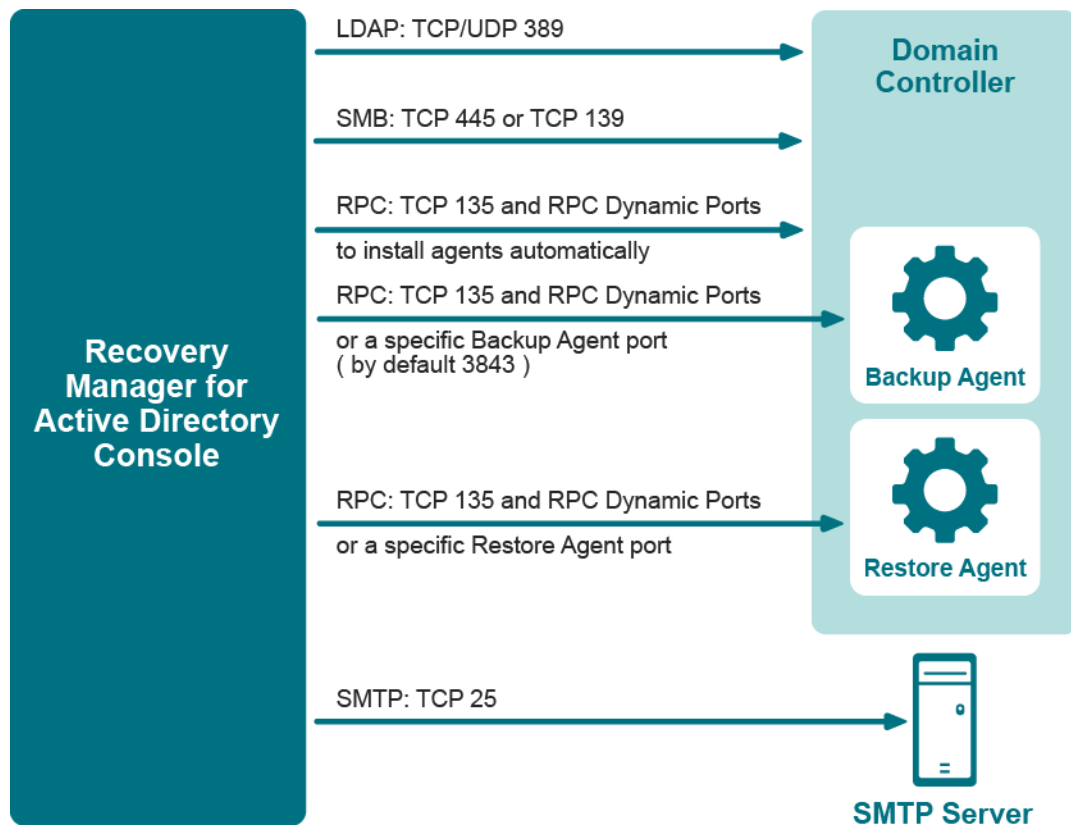 LDAP: TCP/UDP 389
Domain
Controller
SMB: TCP 445 or TCP 139
RPC: TCP 135 and RPC Dynamic Ports
to install agents automatically
RPC: TCP 135 and RPC Dynamic Ports
or a specific Backup Agent port
( by default 3843 )
Backup Agent
Recovery
Manager for
Active Directory
Console
RPC: TCP 135 and RPC Dynamic Ports
or a specific Restore Agent port
Restore Agent
SMTP: TCP 25
SMTP Server